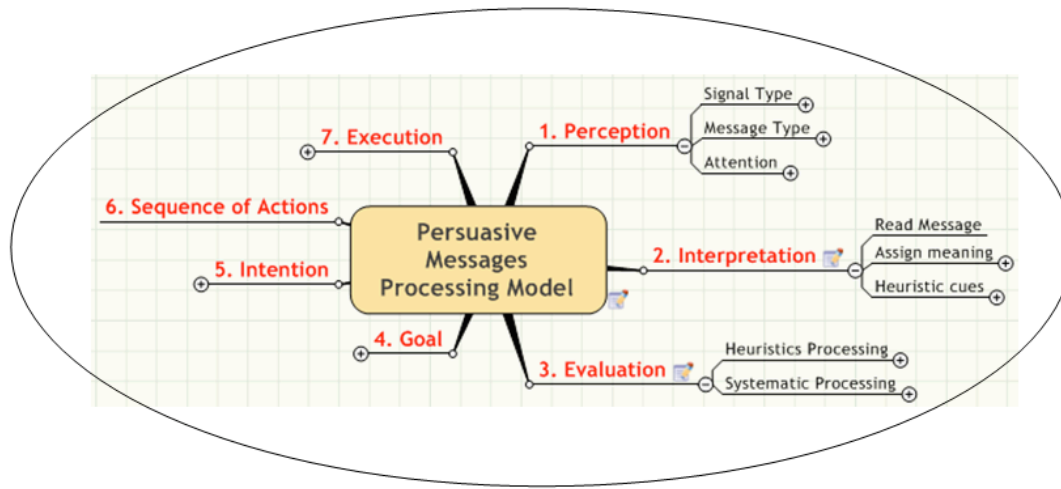 Persuasive
Messages
Processing Model
1. Perception
Signal Type
Message Type
Attention
2. Interpretation
Read Message
Assign meaning
Heuristic cues
3. Evaluation
Heuristics Processing
Systematic Processing
4. Goal
5. Intention
6. Sequence of Actions
7. Execution